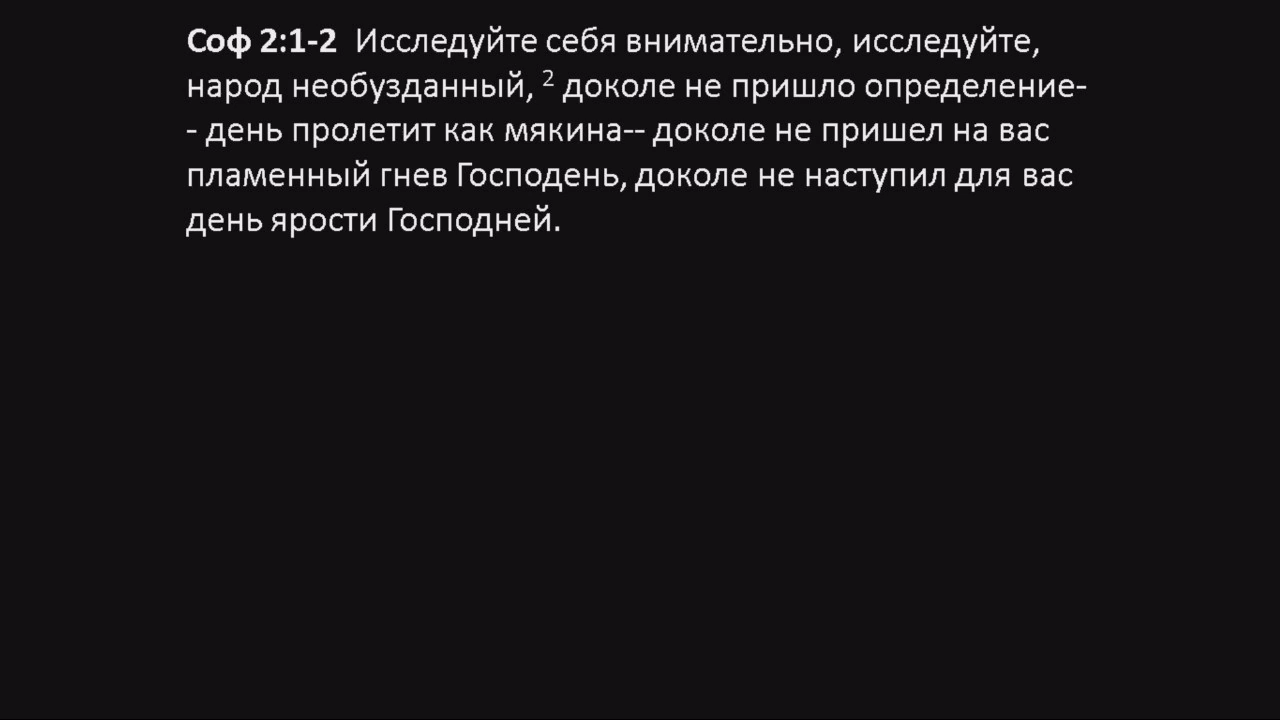 Соф 2:1-2 Исследуйте себя внимательно, исследуйте,
народ необузданный, ² доколе не пришло определение-
- день пролетит как мякина-- доколе не пришел на вас
пламенный гнев Господень, доколе не наступил для вас
день ярости Господней.